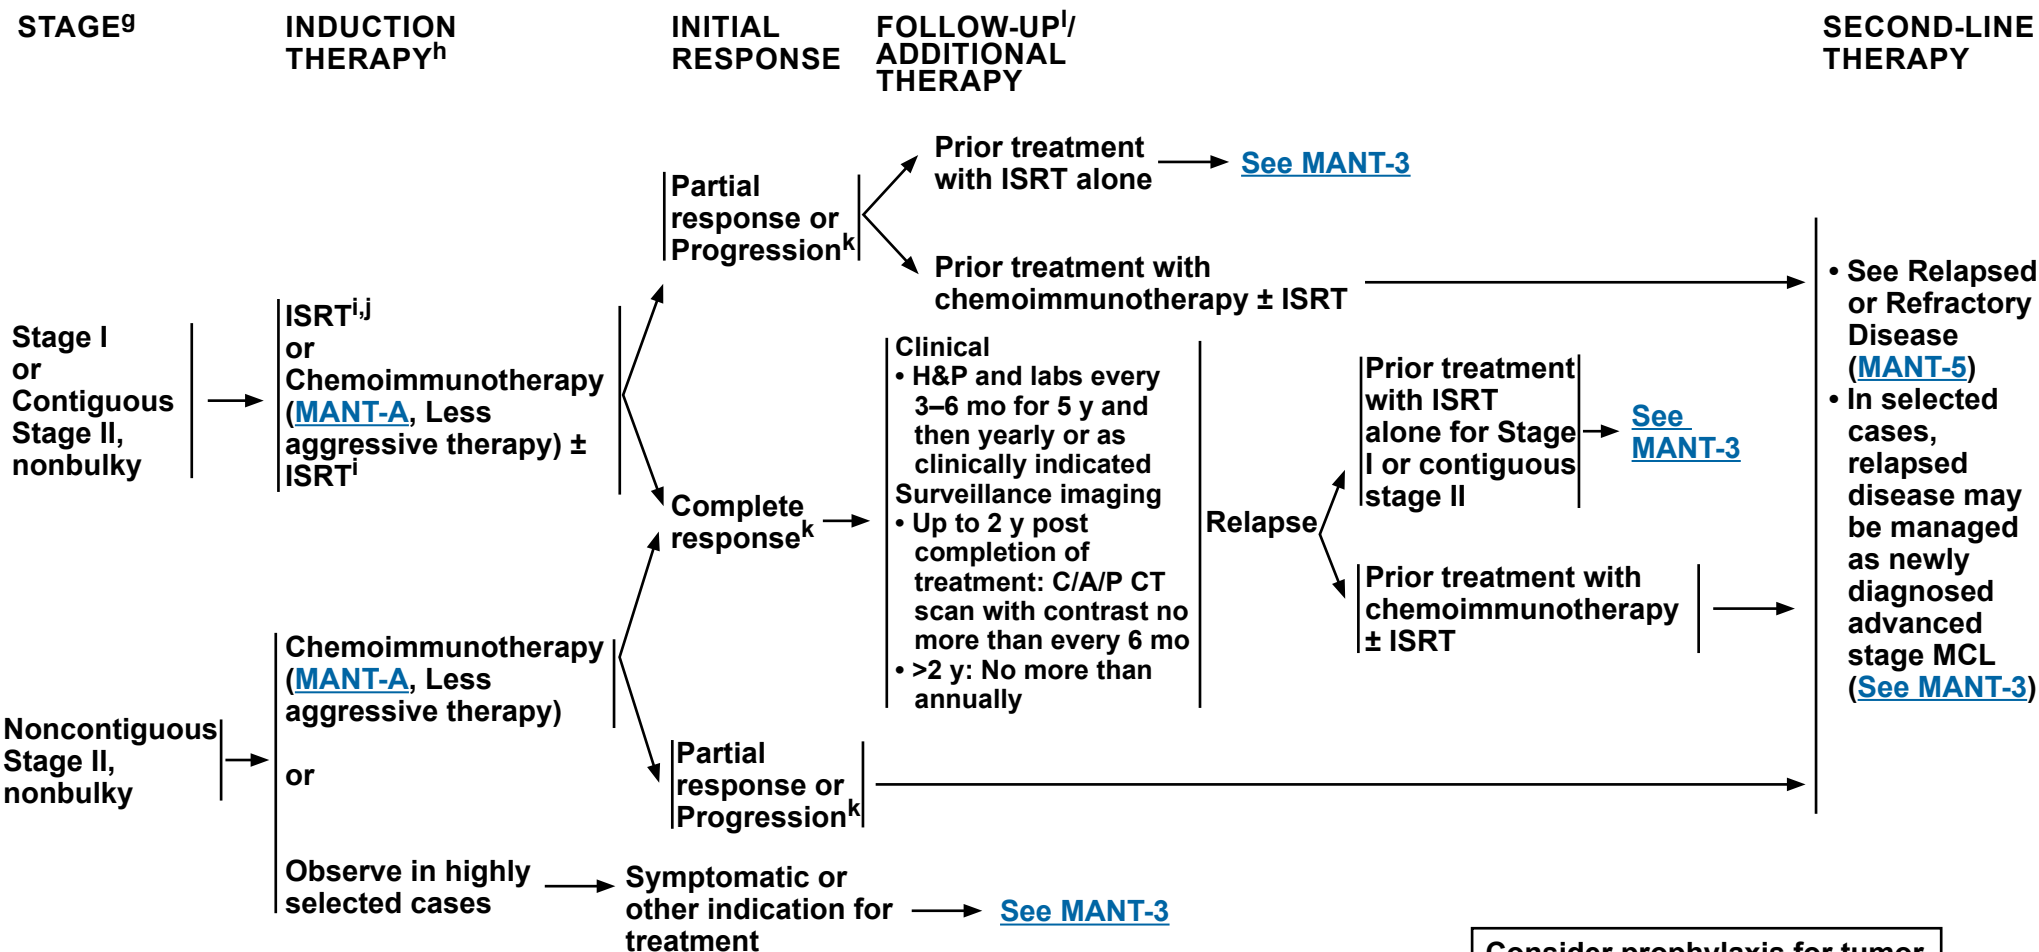 STAGEg
INDUCTION
THERAPYh
INITIAL
RESPONSE
FOLLOW-UPl/
ADDITIONAL
THERAPY
SECOND-LINE
THERAPY
Stage I
or
Contiguous
Stage II,
nonbulky
ISRTi,j
or
Chemoimmunotherapy
(MANT-A, Less
aggressive therapy) ±
ISRTi
Partial
response or
Progressionk
Prior treatment
with ISRT alone
See MANT-3
Prior treatment with
chemoimmunotherapy ± ISRT
Complete
responsek
Clinical
• H&P and labs every
3–6 mo for 5 y and
then yearly or as
clinically indicated
Surveillance imaging
• Up to 2 y post
completion of
treatment: C/A/P CT
scan with contrast no
more than every 6 mo
• >2 y: No more than
annually
Relapse
Prior treatment
with ISRT
alone for Stage
I or contiguous
stage II
See
MANT-3
Prior treatment with
chemoimmunotherapy
± ISRT
• See Relapsed
or Refractory
Disease
(MANT-5)
• In selected
cases,
relapsed
disease may
be managed
as newly
diagnosed
advanced
stage MCL
(See MANT-3)
Noncontiguous
Stage II,
nonbulky
Chemoimmunotherapy
(MANT-A, Less
aggressive therapy)
or
Observe in highly
selected cases
Partial
response or
Progressionk
Symptomatic or
other indication for
treatment
See MANT-3
Consider prophylaxis for tumor